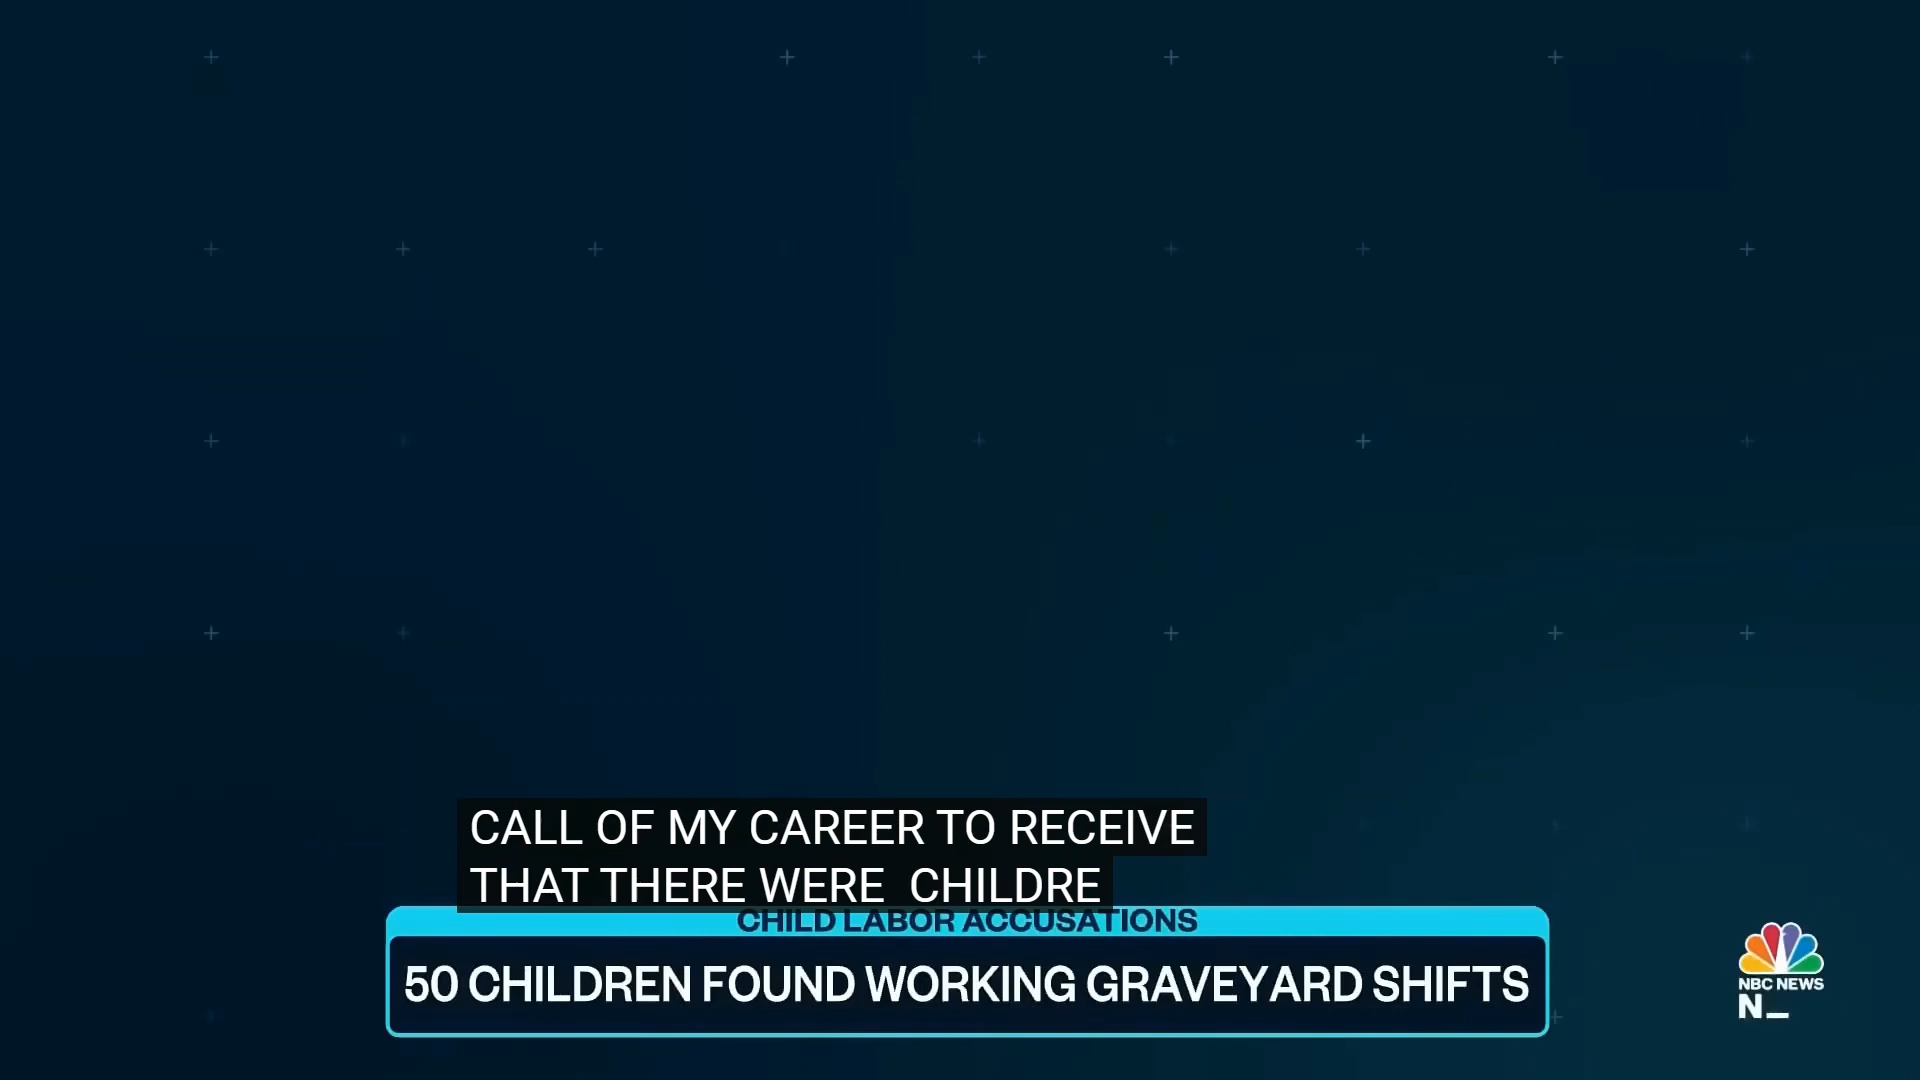 CALL OF MY CAREER TO RECEIVE
THAT THERE WERE  CHILDRE
CHILD LABOR ACCUSATIONS
50 CHILDREN FOUND WORKING GRAVEYARD SHIFTS
NBC NEWS
N_